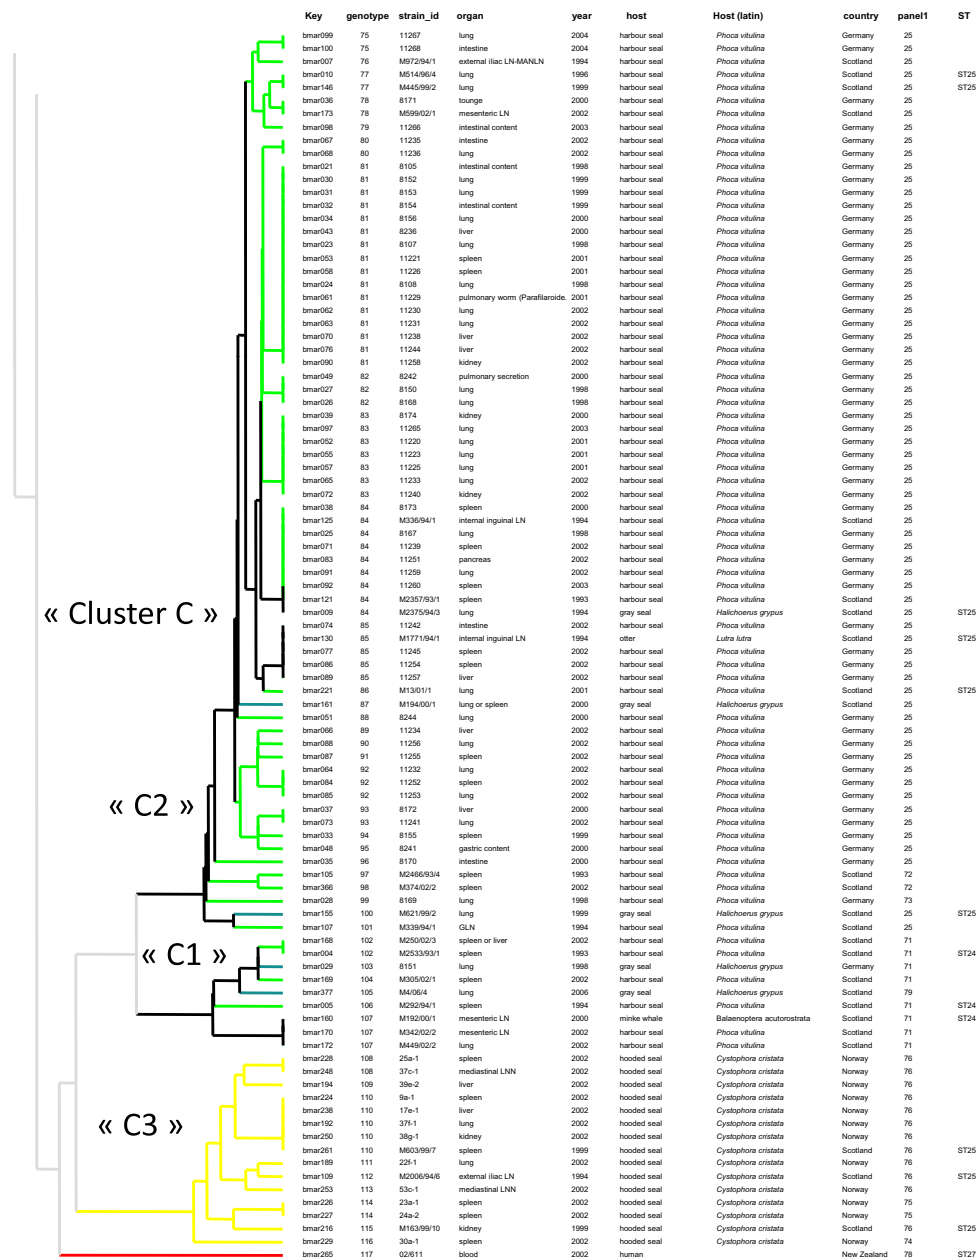 Key genotype strain_id organ year host Host (latin) country panel1 ST
bmar099 75 11267 lung 2004 harbour seal Phoca vitulina Germany 25
bmar100 75 11268 intestine 2004 harbour seal Phoca vitulina Germany 25
bmar007 76 M972/94/1 external iliac LN-MANLN 1994 harbour seal Phoca vitulina Scotland 25
bmar010 77 M514/96/4 lung 1996 harbour seal Phoca vitulina Scotland 25 ST25
bmar146 77 M445/99/2 lung 1999 harbour seal Phoca vitulina Scotland 25 ST25
bmar036 78 8171 tounge 2000 harbour seal Phoca vitulina Germany 25
bmar173 78 M599/02/1 mesenteric LN 2002 harbour seal Phoca vitulina Scotland 25
bmar098 79 11266 intestinal content 2003 harbour seal Phoca vitulina Germany 25
bmar067 80 11235 intestine 2002 harbour seal Phoca vitulina Germany 25
bmar068 80 11236 lung 2002 harbour seal Phoca vitulina Germany 25
bmar021 81 8105 intestinal content 1998 harbour seal Phoca vitulina Germany 25
bmar030 81 8152 lung 1999 harbour seal Phoca vitulina Germany 25
bmar031 81 8153 lung 1999 harbour seal Phoca vitulina Germany 25
bmar032 81 8154 intestinal content 1999 harbour seal Phoca vitulina Germany 25
bmar034 81 8156 lung 2000 harbour seal Phoca vitulina Germany 25
bmar043 81 8236 liver 2000 harbour seal Phoca vitulina Germany 25
bmar023 81 8107 lung 1998 harbour seal Phoca vitulina Germany 25
bmar053 81 11221 spleen 2001 harbour seal Phoca vitulina Germany 25
bmar058 81 11226 spleen 2001 harbour seal Phoca vitulina Germany 25
bmar024 81 8108 lung 1998 harbour seal Phoca vitulina Germany 25
bmar061 81 11229 pulmonary worm (Parafilaroide. 2001 harbour seal Phoca vitulina Germany 25
bmar062 81 11230 lung 2002 harbour seal Phoca vitulina Germany 25
bmar063 81 11231 lung 2002 harbour seal Phoca vitulina Germany 25
bmar070 81 11238 liver 2002 harbour seal Phoca vitulina Germany 25
bmar076 81 11244 liver 2002 harbour seal Phoca vitulina Germany 25
bmar090 81 11258 kidney 2002 harbour seal Phoca vitulina Germany 25
bmar049 82 8242 pulmonary secretion 2000 harbour seal Phoca vitulina Germany 25
bmar027 82 8150 lung 1998 harbour seal Phoca vitulina Germany 25
bmar026 82 8168 lung 1998 harbour seal Phoca vitulina Germany 25
bmar039 83 8174 kidney 2000 harbour seal Phoca vitulina Germany 25
bmar097 83 11265 lung 2003 harbour seal Phoca vitulina Germany 25
bmar052 83 11220 lung 2001 harbour seal Phoca vitulina Germany 25
bmar055 83 11223 lung 2001 harbour seal Phoca vitulina Germany 25
bmar057 83 11225 lung 2001 harbour seal Phoca vitulina Germany 25
bmar065 83 11233 lung 2002 harbour seal Phoca vitulina Germany 25
bmar072 83 11240 kidney 2002 harbour seal Phoca vitulina Germany 25
bmar038 84 8173 spleen 2000 harbour seal Phoca vitulina Germany 25
bmar125 84 M336/94/1 internal inguinal LN 1994 harbour seal Phoca vitulina Scotland 25
bmar025 84 8167 lung 1998 harbour seal Phoca vitulina Germany 25
bmar071 84 11239 spleen 2002 harbour seal Phoca vitulina Germany 25
bmar083 84 11251 pancreas 2002 harbour seal Phoca vitulina Germany 25
bmar091 84 11259 lung 2002 harbour seal Phoca vitulina Germany 25
bmar092 84 11260 spleen 2003 harbour seal Phoca vitulina Germany 25
bmar121 84 M2357/93/1 spleen 1993 harbour seal Phoca vitulina Scotland 25
bmar009 84 M2375/94/3 lung 1994 gray seal Halichoerus grypus Scotland 25 ST25
« Cluster C »
bmar074 85 11242 intestine 2002 harbour seal Phoca vitulina Germany 25
bmar130 85 M1771/94/1 internal inguinal LN 1994 otter Lutra lutra Scotland 25 ST25
bmar077 85 11245 spleen 2002 harbour seal Phoca vitulina Germany 25
bmar086 85 11254 spleen 2002 harbour seal Phoca vitulina Germany 25
bmar089 85 11257 liver 2002 harbour seal Phoca vitulina Germany 25
bmar221 86 M13/01/1 lung 2001 harbour seal Phoca vitulina Scotland 25 ST25
bmar161 87 M194/00/1 lung or spleen 2000 gray seal Halichoerus grypus Scotland 25
bmar051 88 8244 lung 2000 harbour seal Phoca vitulina Germany 25
bmar066 89 11234 liver 2002 harbour seal Phoca vitulina Germany 25
bmar088 90 11256 lung 2002 harbour seal Phoca vitulina Germany 25
bmar087 91 11255 spleen 2002 harbour seal Phoca vitulina Germany 25
bmar064 92 11232 lung 2002 harbour seal Phoca vitulina Germany 25
bmar084 92 11252 spleen 2002 harbour seal Phoca vitulina Germany 25
bmar085 92 11253 lung 2002 harbour seal Phoca vitulina Germany 25
« C2 »
bmar037 93 8172 liver 2000 harbour seal Phoca vitulina Germany 25
bmar073 93 11241 lung 2002 harbour seal Phoca vitulina Germany 25
bmar033 94 8155 spleen 1999 harbour seal Phoca vitulina Germany 25
bmar048 95 8241 gastric content 2000 harbour seal Phoca vitulina Germany 25
bmar035 96 8170 intestine 2000 harbour seal Phoca vitulina Germany 25
bmar105 97 M2466/93/4 spleen 1993 harbour seal Phoca vitulina Scotland 72
bmar366 98 M374/02/2 spleen 2002 harbour seal Phoca vitulina Scotland 72
bmar028 99 8169 lung 1998 harbour seal Phoca vitulina Germany 73
bmar155 100 M621/99/2 lung 1999 gray seal Halichoerus grypus Scotland 25 ST25
bmar107 101 M339/94/1 GLN 1994 harbour seal Phoca vitulina Scotland 25
bmar168 102 M250/02/3 spleen or liver 2002 harbour seal Phoca vitulina Scotland 71
« C1 »
bmar004 102 M2533/93/1 spleen 1993 harbour seal Phoca vitulina Scotland 71 ST24
bmar029 103 8151 lung 1998 gray seal Halichoerus grypus Germany 71
bmar169 104 M305/02/1 spleen 2002 harbour seal Phoca vitulina Scotland 71
bmar377 105 M4/06/4 lung 2006 gray seal Halichoerus grypus Scotland 79
bmar005 106 M292/94/1 spleen 1994 harbour seal Phoca vitulina Scotland 71 ST24
bmar160 107 M192/00/1 mesenteric LN 2000 minke whale Balaenoptera acutorostrata Scotland 71 ST24
bmar170 107 M342/02/2 mesenteric LN 2002 harbour seal Phoca vitulina Scotland 71
bmar172 107 M449/02/2 lung 2002 harbour seal Phoca vitulina Scotland 71
bmar228 108 25a-1 spleen 2002 hooded seal Cystophora cristata Norway 76
bmar248 108 37c-1 mediastinal LNN 2002 hooded seal Cystophora cristata Norway 76
bmar194 109 39e-2 liver 2002 hooded seal Cystophora cristata Norway 76
bmar224 110 9a-1 spleen 2002 hooded seal Cystophora cristata Norway 76
bmar238 110 17e-1 liver 2002 hooded seal Cystophora cristata Norway 76
« C3 »
bmar192 110 37f-1 lung 2002 hooded seal Cystophora cristata Norway 76
bmar250 110 38g-1 kidney 2002 hooded seal Cystophora cristata Norway 76
bmar261 110 M603/99/7 spleen 1999 hooded seal Cystophora cristata Scotland 76 ST25
bmar189 111 22f-1 lung 2002 hooded seal Cystophora cristata Norway 76
bmar109 112 M2006/94/6 external iliac LN 1994 hooded seal Cystophora cristata Scotland 76 ST25
bmar253 113 53c-1 mediastinal LNN 2002 hooded seal Cystophora cristata Norway 76
bmar226 114 23a-1 spleen 2002 hooded seal Cystophora cristata Norway 75
bmar227 114 24a-2 spleen 2002 hooded seal Cystophora cristata Norway 75
bmar216 115 M163/99/10 kidney 1999 hooded seal Cystophora cristata Scotland 76 ST25
bmar229 116 30a-1 spleen 2002 hooded seal Cystophora cristata Norway 74
bmar265 117 02/611 blood 2002 human New Zealand 78 ST27